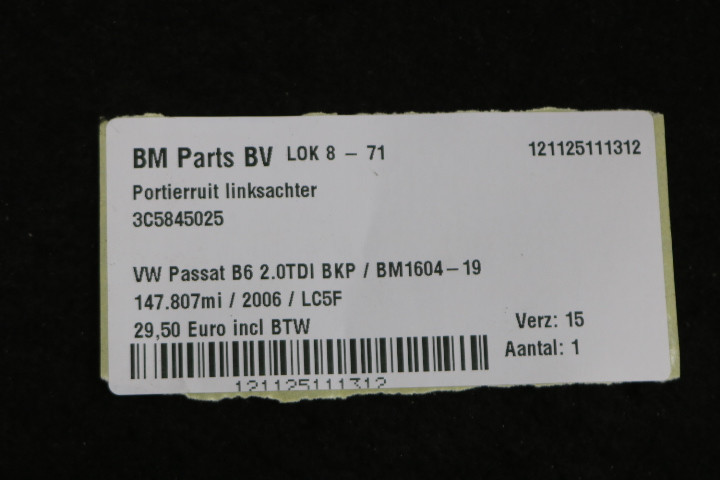 BM Parts BV LOK 8 - 71 121125111312
Portierruit linksachter
3C5845025
VW Passat B6 2.0TDI BKP / BM1604-19
147.807mi / 2006 / LC5F
29,50 Euro incl BTW
Verz: 15
Aantal: 1
121125111312